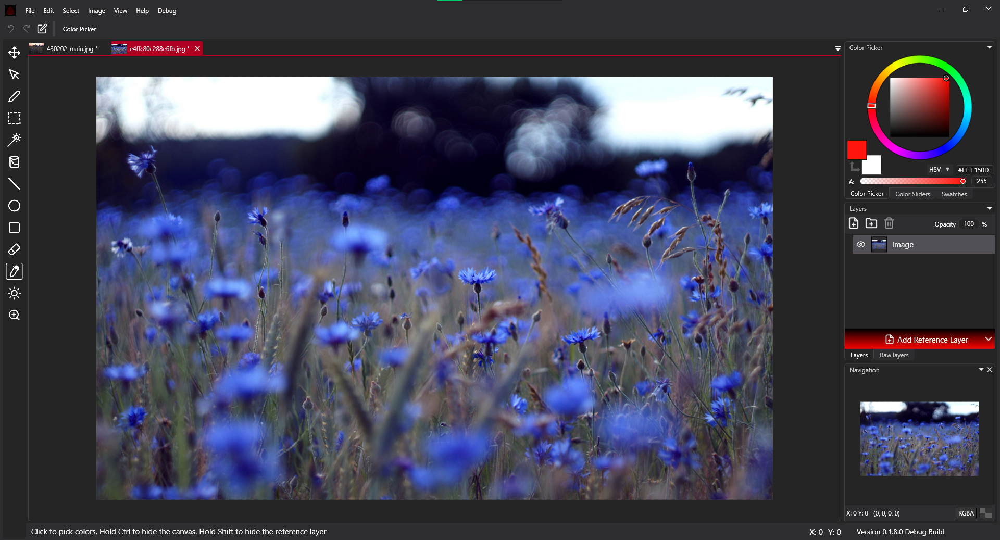 File Edit Select Image View Help Debug
Color Picker
430202_main.jpg *
e4ffc80c288e6fb.jpg *
Color Picker
HSV
#FFFF150D
A:
255
Color Picker
Color Sliders
Swatches
Layers
Opacity 100 %
Image
Add Reference Layer
Layers
Raw layers
Navigation
X: 0 Y: 0 (0, 0, 0, 0)
RGBA
Click to pick colors. Hold Ctrl to hide the canvas. Hold Shift to hide the reference layer
X: 0 Y: 0
Version 0.1.8.0 Debug Build